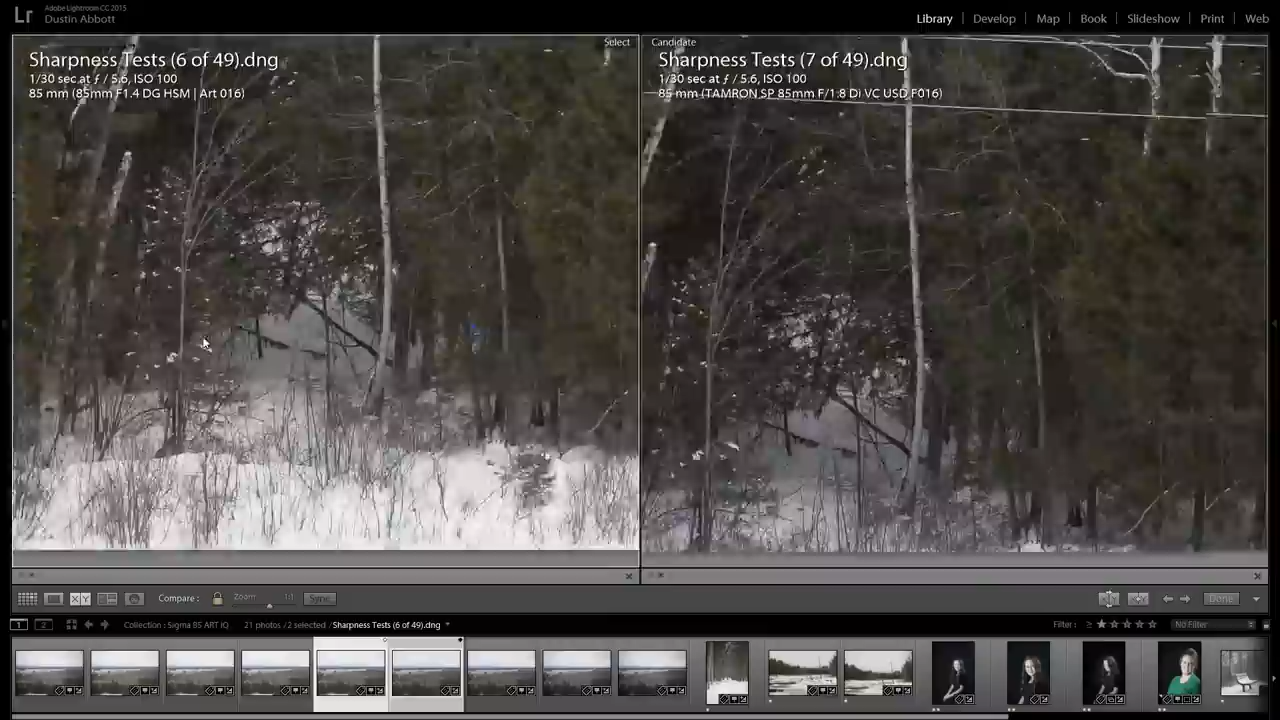 Lr
Adobe Lightroom CC 2015
Dustin Abbott
Library | Develop | Map | Book | Slideshow | Print | Web
Select
Sharpness Tests (6 of 49).dng
1/30 sec at ƒ / 5.6, ISO 100
85 mm (85mm F1.4 DG HSM | Art 016)
Candidate
Sharpness Tests (7 of 49).dng
1/30 sec at ƒ / 5.6, ISO 100
85 mm (TAMRON SP 85mm F/1.8 Di VC USD F016)
Compare : Zoom 1:1 Sync Done
1 2 Collection : Sigma 85 ART IQ 21 photos / 2 selected / Sharpness Tests (6 of 49).dng Filter : No Filter